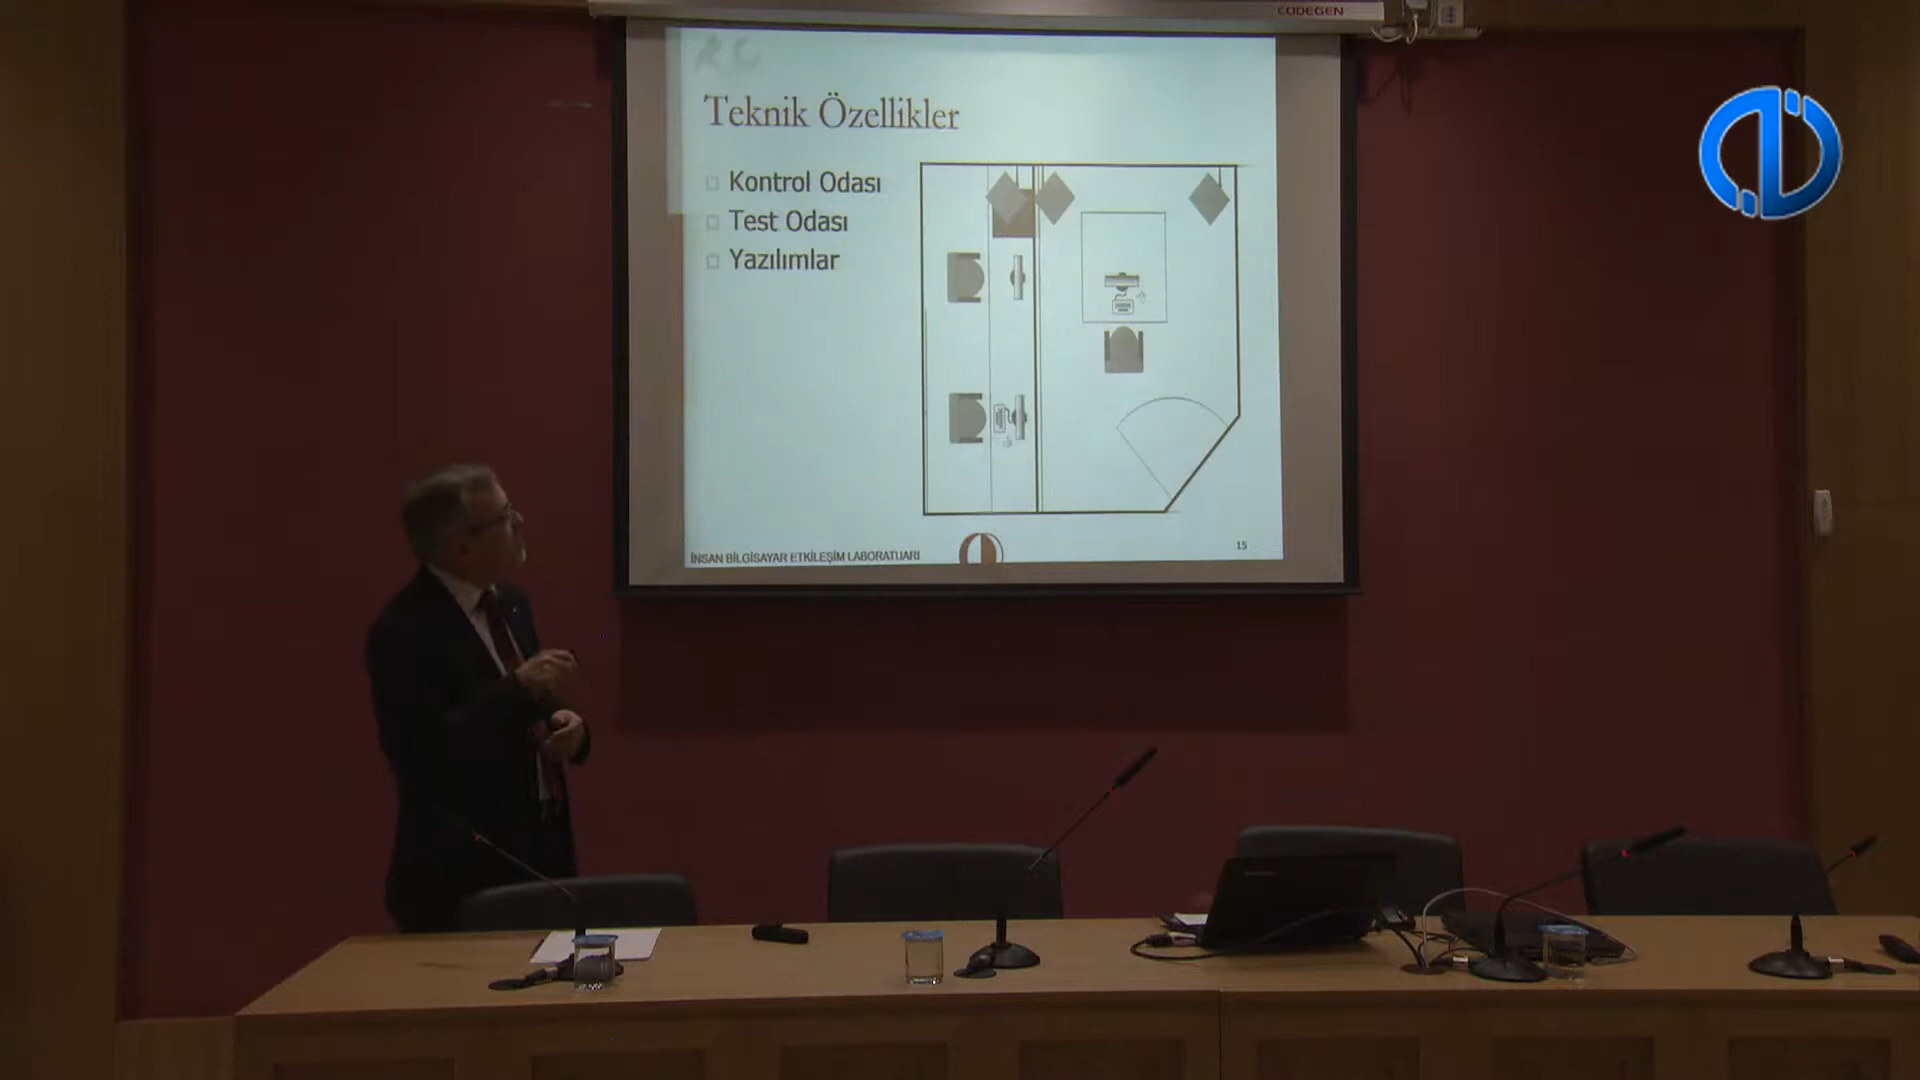 CODEGEN
Teknik Özellikler
Kontrol Odası
Test Odası
Yazılımlar
İNSAN BİLGİSAYAR ETKİLEŞİM LABORATUARI
15